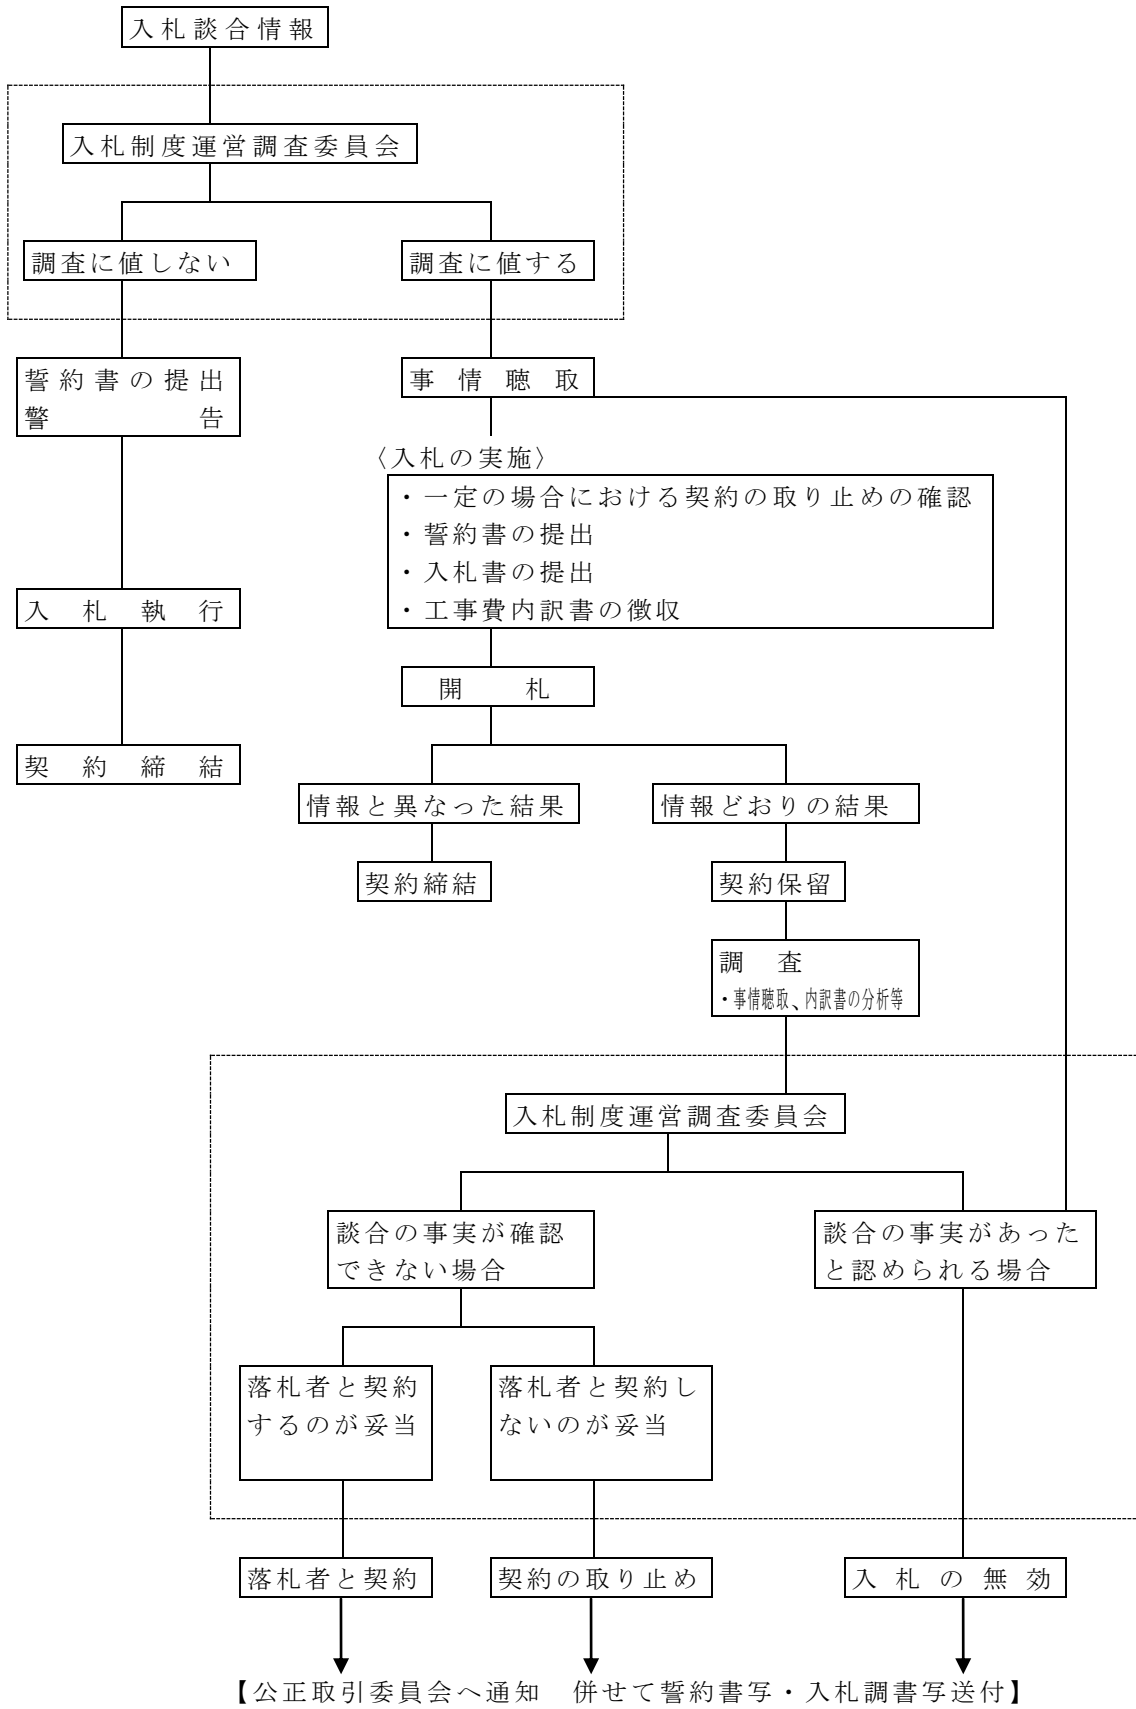 入札談合情報
入札制度運営調査委員会
調査に値しない
調査に値する
誓約書の提出
警告
事情聴取
〈入札の実施〉
・一定の場合における契約の取り止めの確認
・誓約書の提出
・入札書の提出
・工事費内訳書の徴収
入札執行
開札
契約締結
情報と異なった結果
情報どおりの結果
契約締結
契約保留
調査
・事情聴取、内訳書の分析等
入札制度運営調査委員会
談合の事実が確認
できない場合
談合の事実があった
と認められる場合
落札者と契約
するのが妥当
落札者と契約し
ないのが妥当
落札者と契約
契約の取り止め
入札の無効
【公正取引委員会へ通知　併せて誓約書写・入札調書写送付】